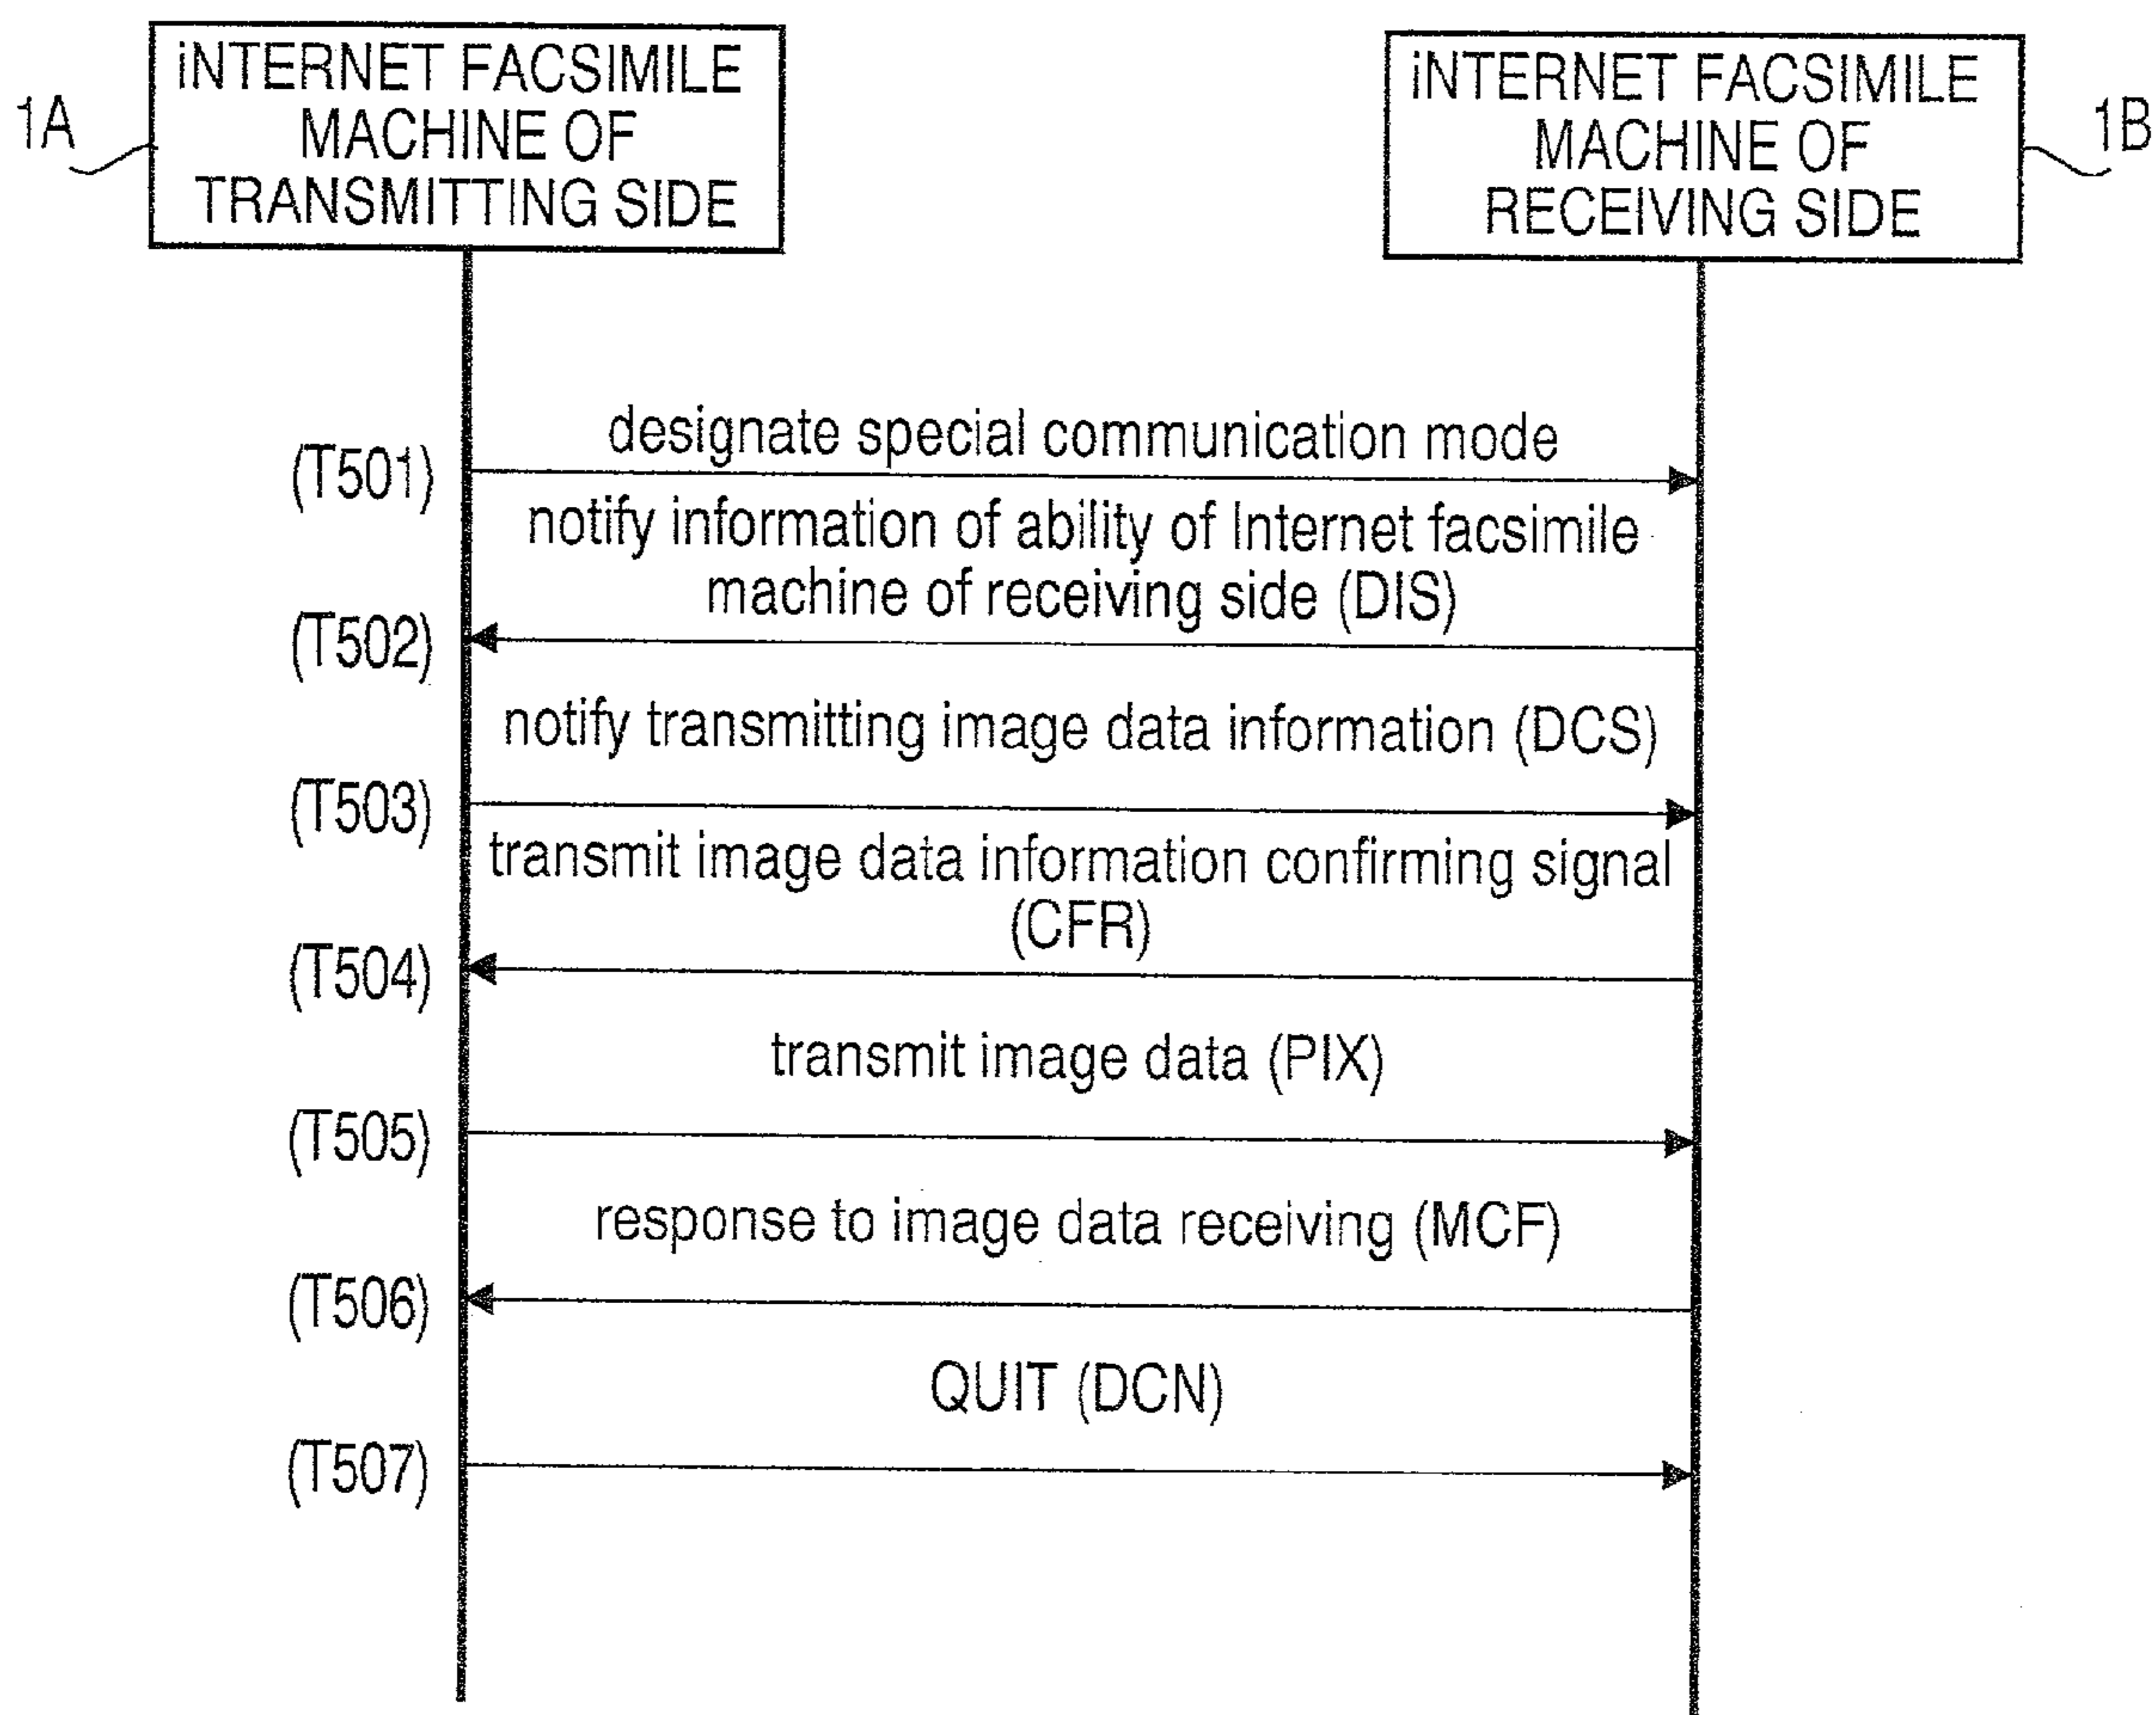 1A
iNTERNET FACSIMILE
MACHINE OF
TRANSMITTING SIDE
iNTERNET FACSIMILE
MACHINE OF
RECEIVING SIDE
1B
designate special communication mode
(T501)
notify information of ability of Internet facsimile
machine of receiving side (DIS)
(T502)
notify transmitting image data information (DCS)
(T503)
transmit image data information confirming signal
(CFR)
(T504)
transmit image data (PIX)
(T505)
response to image data receiving (MCF)
(T506)
QUIT (DCN)
(T507)